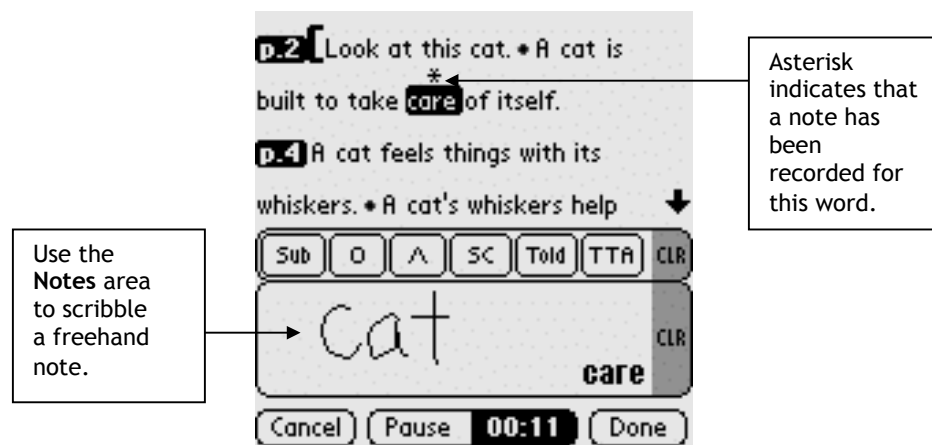 p.2 [Look at this cat. • A cat is
*
built to take care of itself.
p.4 A cat feels things with its
whiskers. • A cat's whiskers help
Sub O ∧ SC Told TTA CLR
Cat
CLR
care
Cancel Pause 00:11 Done
Asterisk
indicates that
a note has
been
recorded for
this word.
Use the
Notes area
to scribble
a freehand
note.